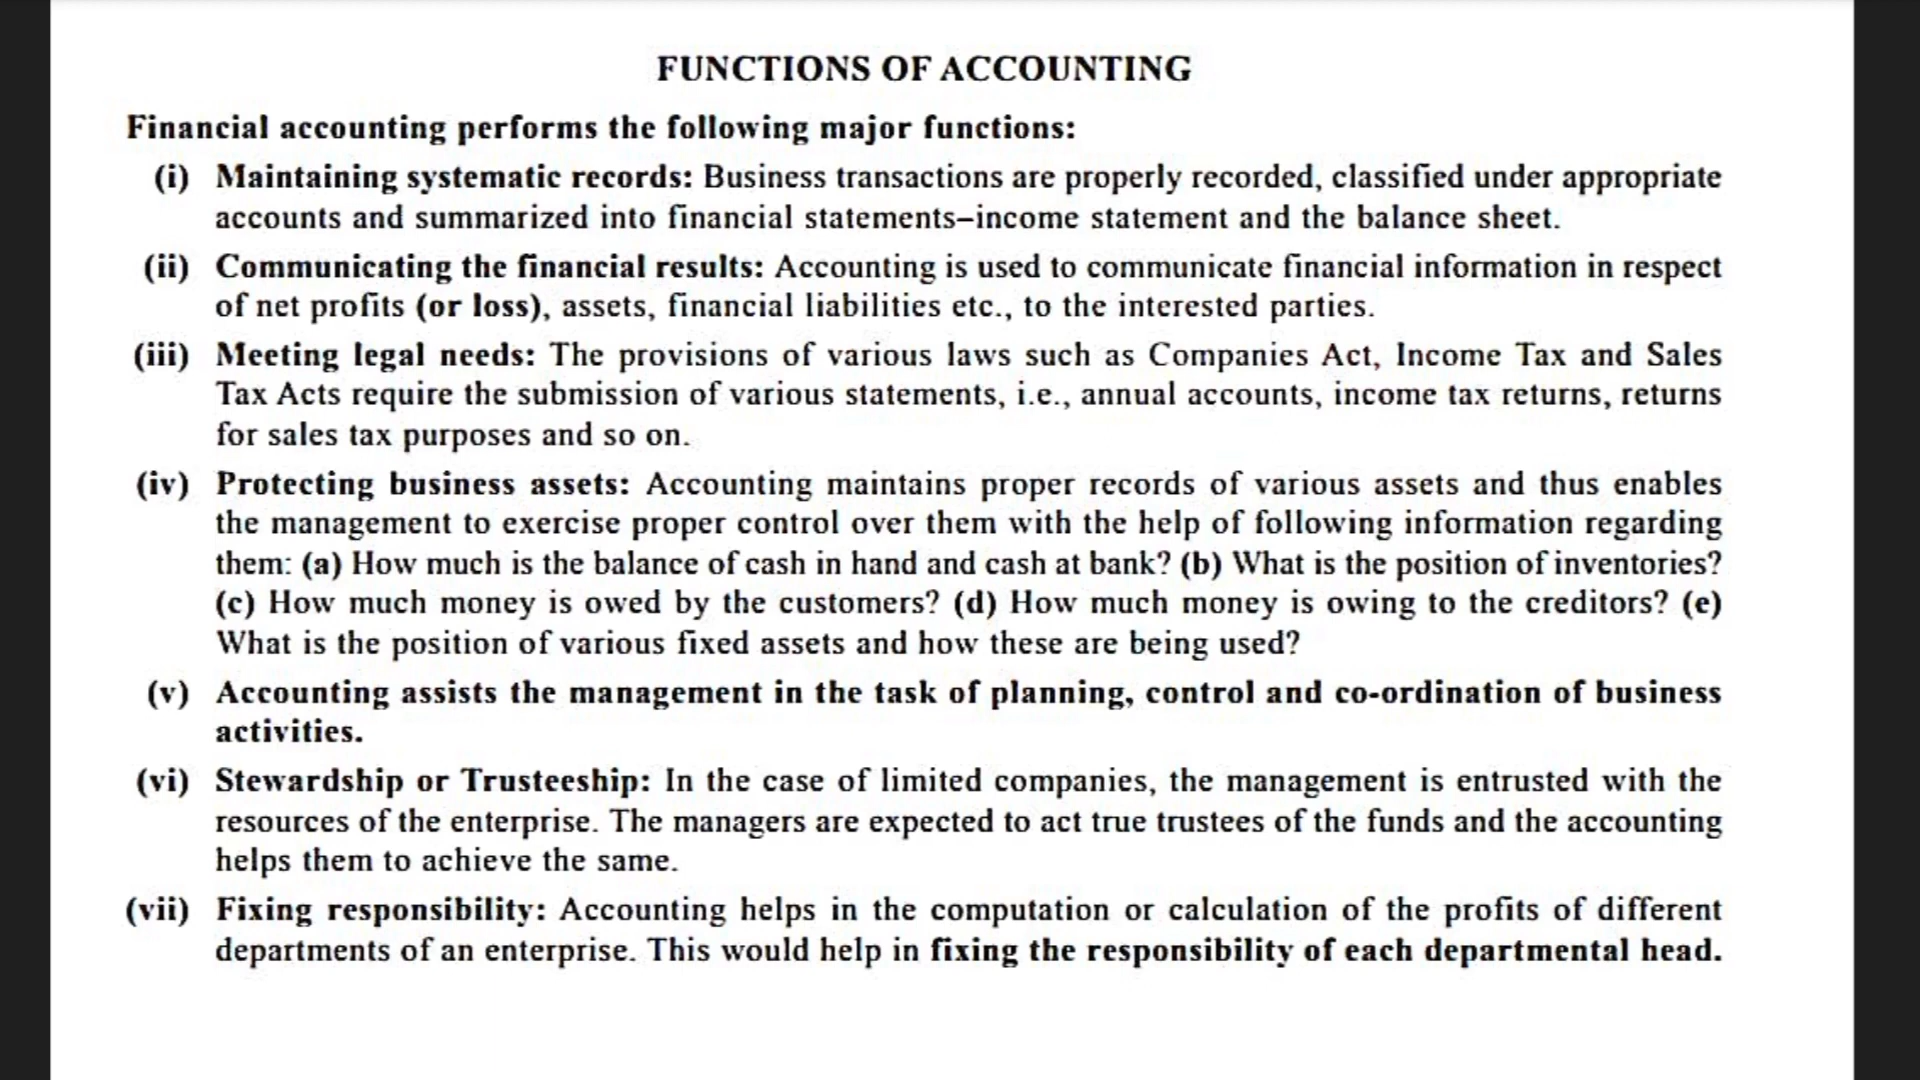 FUNCTIONS OF ACCOUNTING
Financial accounting performs the following major functions:
(i) Maintaining systematic records: Business transactions are properly recorded, classified under appropriate
accounts and summarized into financial statements–income statement and the balance sheet.
(ii) Communicating the financial results: Accounting is used to communicate financial information in respect
of net profits (or loss), assets, financial liabilities etc., to the interested parties.
(iii) Meeting legal needs: The provisions of various laws such as Companies Act, Income Tax and Sales
Tax Acts require the submission of various statements, i.e., annual accounts, income tax returns, returns
for sales tax purposes and so on.
(iv) Protecting business assets: Accounting maintains proper records of various assets and thus enables
the management to exercise proper control over them with the help of following information regarding
them: (a) How much is the balance of cash in hand and cash at bank? (b) What is the position of inventories?
(c) How much money is owed by the customers? (d) How much money is owing to the creditors? (e)
What is the position of various fixed assets and how these are being used?
(v) Accounting assists the management in the task of planning, control and co-ordination of business
activities.
(vi) Stewardship or Trusteeship: In the case of limited companies, the management is entrusted with the
resources of the enterprise. The managers are expected to act true trustees of the funds and the accounting
helps them to achieve the same.
(vii) Fixing responsibility: Accounting helps in the computation or calculation of the profits of different
departments of an enterprise. This would help in fixing the responsibility of each departmental head.